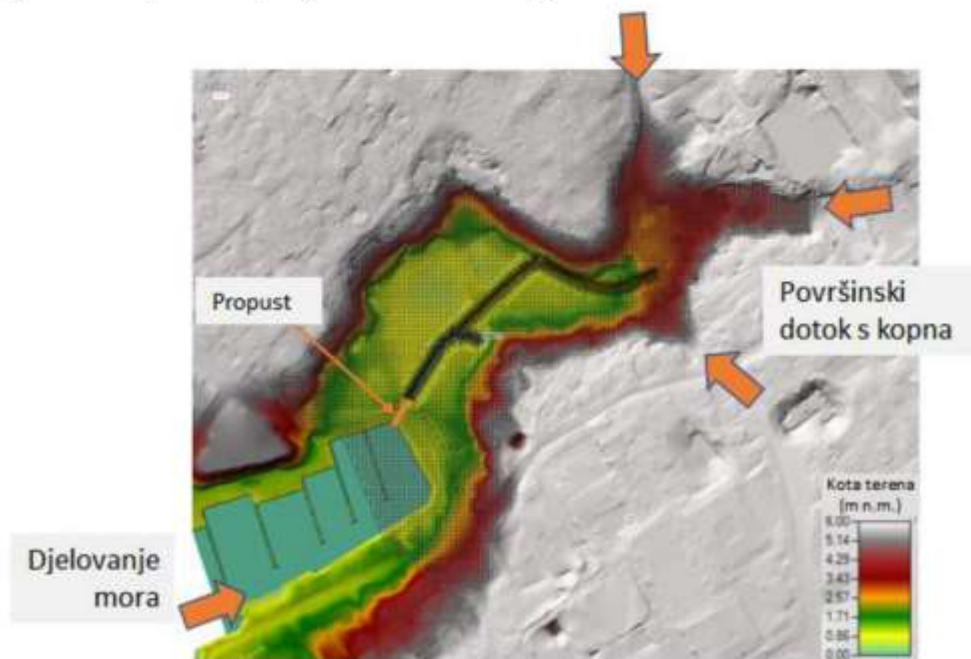 Propust
Površinski
dotok s kopna
Djelovanje
mora
Kota terena
(m n.m.)
6.00
5.14
4.29
3.43
2.57
1.71
0.86
0.00